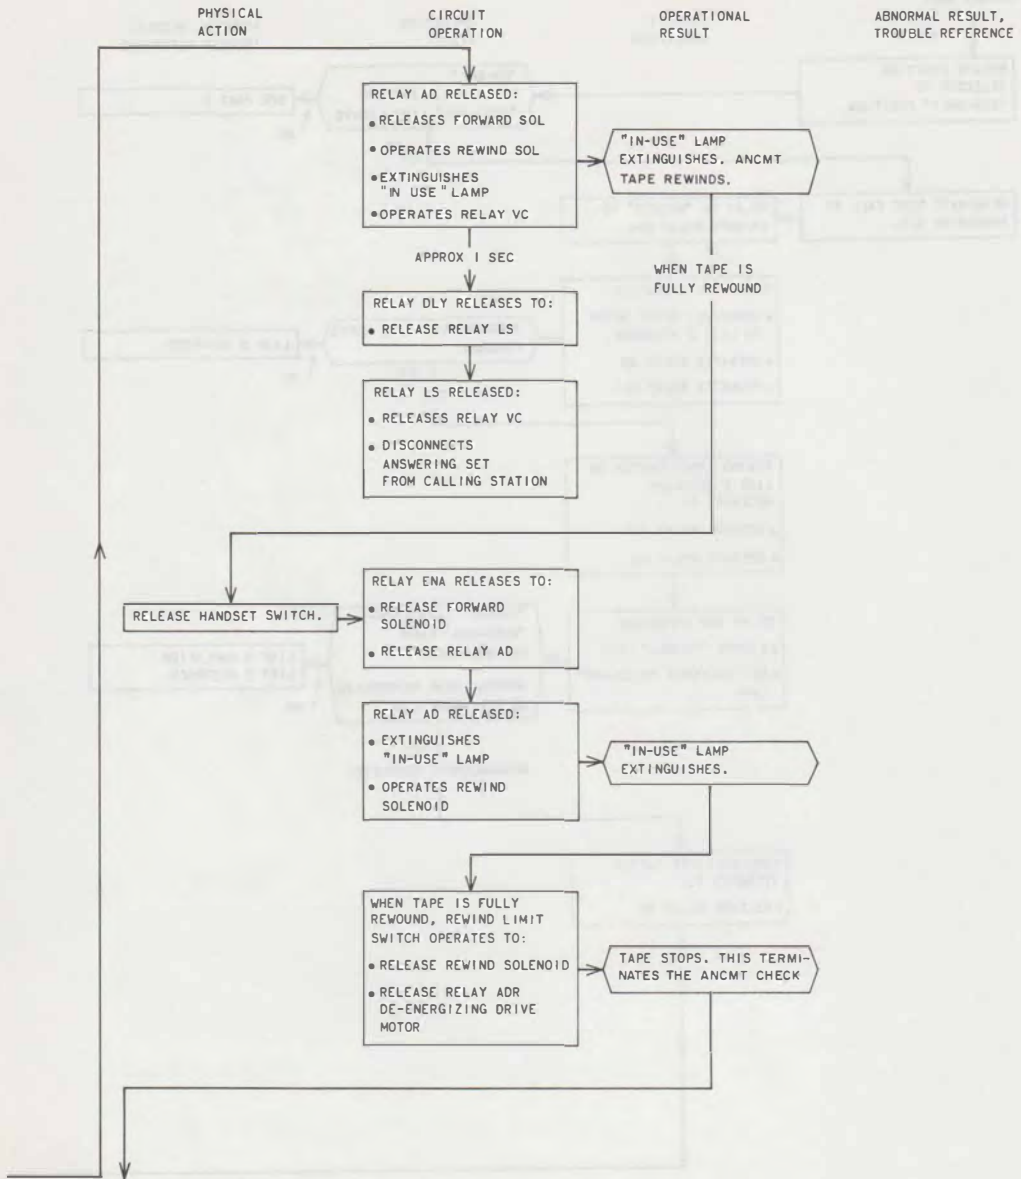 PHYSICAL
ACTION
CIRCUIT
OPERATION
OPERATIONAL
RESULT
ABNORMAL RESULT,
TROUBLE REFERENCE
RELAY AD RELEASED:
• RELEASES FORWARD SOL
• OPERATES REWIND SOL
• EXTINGUISHES
"IN USE" LAMP
• OPERATES RELAY VC
"IN-USE" LAMP
EXTINGUISHES. ANCMT
TAPE REWINDS.
APPROX 1 SEC
WHEN TAPE IS
FULLY REWOUND
RELAY DLY RELEASES TO:
• RELEASE RELAY LS
RELAY LS RELEASED:
• RELEASES RELAY VC
• DISCONNECTS
ANSWERING SET
FROM CALLING STATION
RELEASE HANDSET SWITCH.
RELAY ENA RELEASES TO:
• RELEASE FORWARD
SOLENOID
• RELEASE RELAY AD
RELAY AD RELEASED:
• EXTINGUISHES
"IN-USE" LAMP
• OPERATES REWIND
SOLENOID
"IN-USE" LAMP
EXTINGUISHES.
WHEN TAPE IS FULLY
REWOUND, REWIND LIMIT
SWITCH OPERATES TO:
• RELEASE REWIND SOLENOID
• RELEASE RELAY ADR
DE-ENERGIZING DRIVE
MOTOR
TAPE STOPS. THIS TERMI-
NATES THE ANCMT CHECK